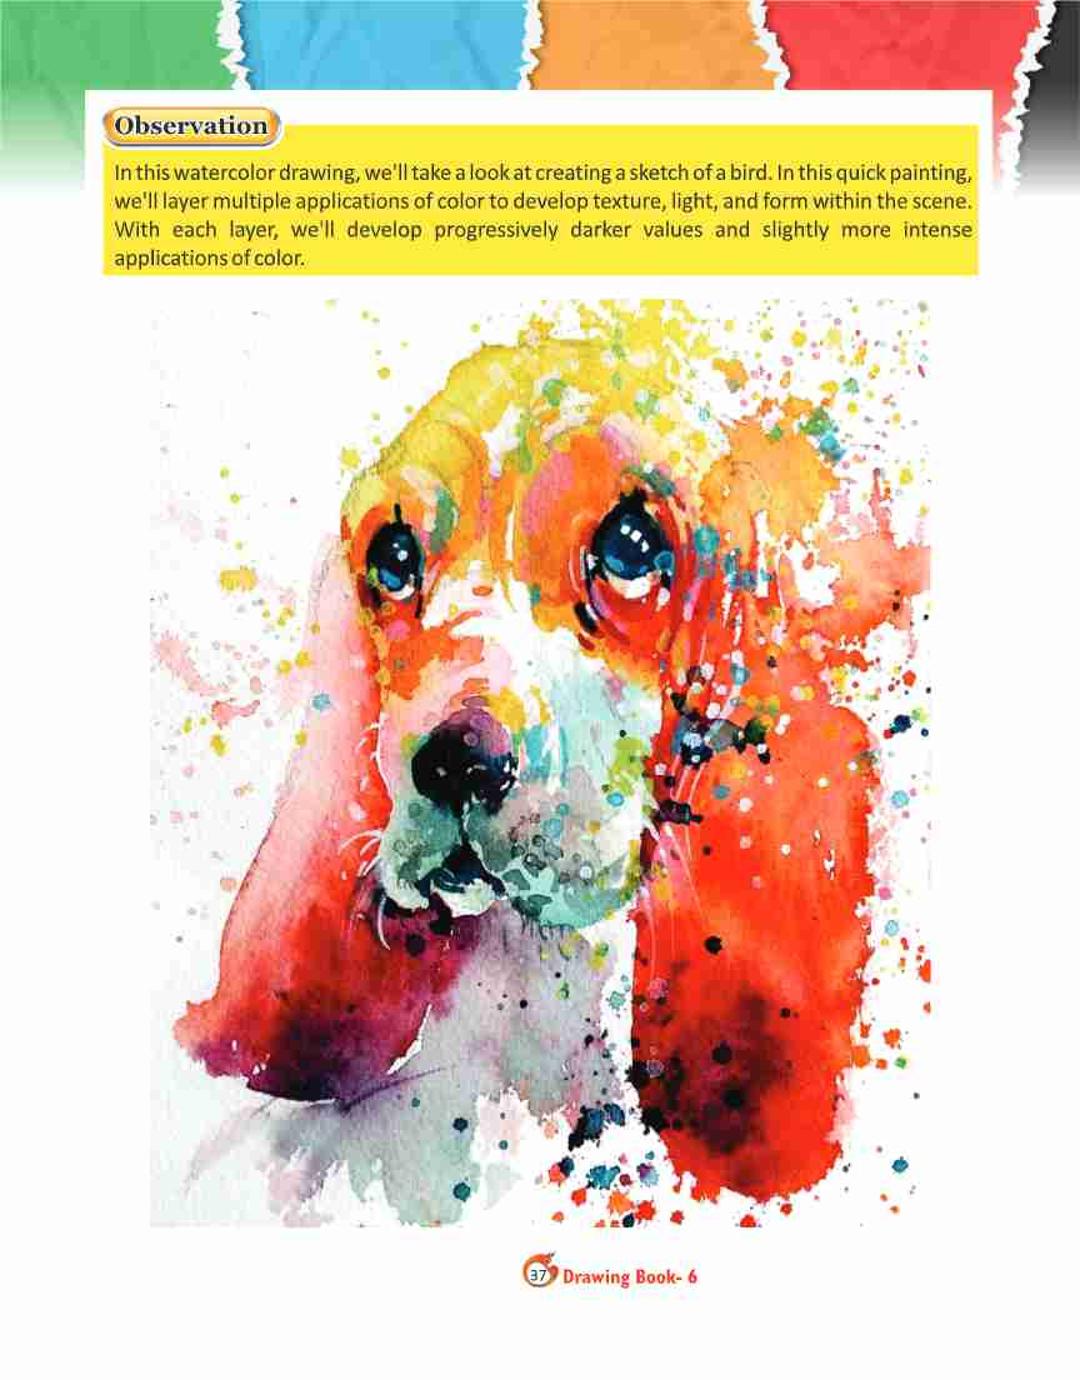 Observation
In this watercolor drawing, we'll take a look at creating a sketch of a bird. In this quick painting,
we'll layer multiple applications of color to develop texture, light, and form within the scene.
With each layer, we'll develop progressively darker values and slightly more intense
applications of color.
37 Drawing Book- 6